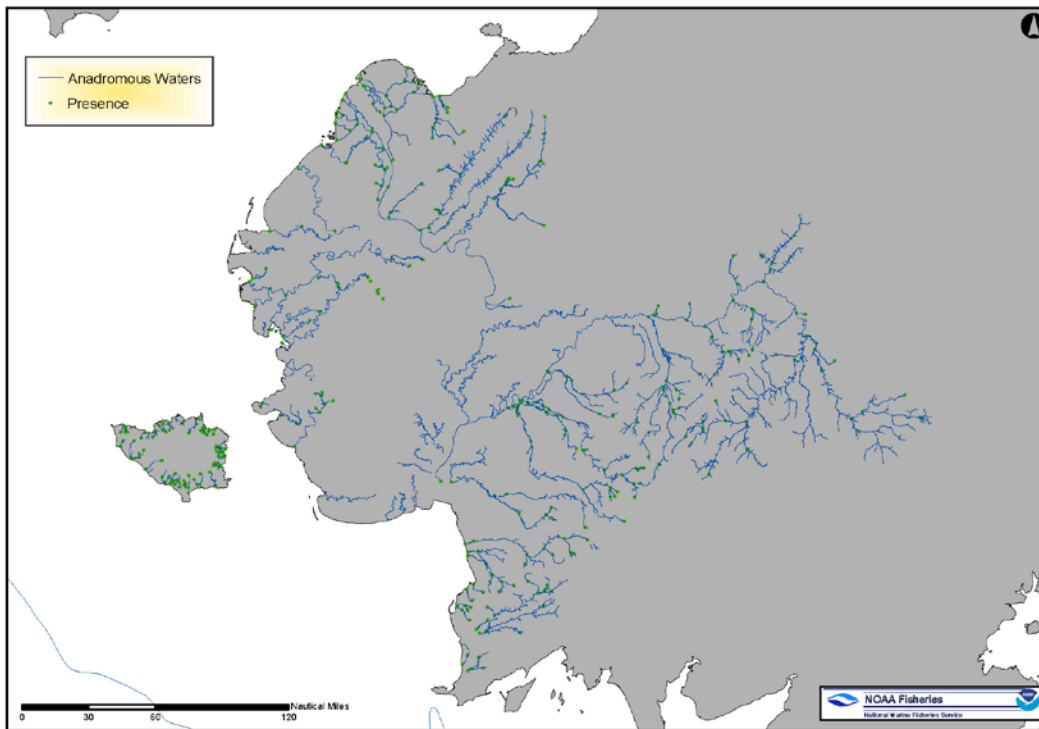 Anadromous Waters
Presence
Nautical Miles
0 30 60 120
NOAA Fisheries
National Marine Fisheries Service